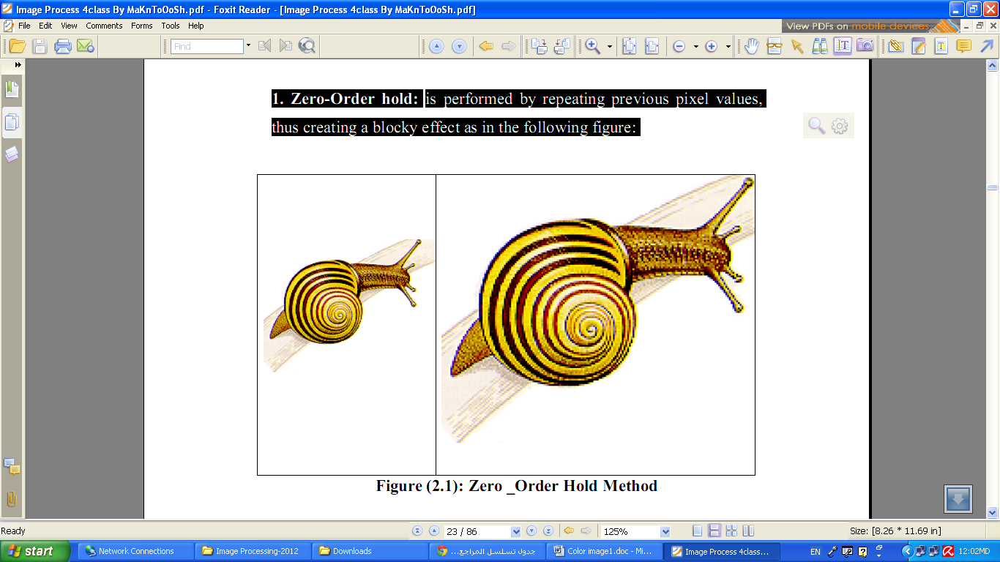 Image Process 4class By MaKnToOoSh.pdf - Foxit Reader - [Image Process 4class By MaKnToOoSh.pdf]
File Edit View Comments Forms Tools Help
View PDFs on mobile devices
Find
1. Zero-Order hold: is performed by repeating previous pixel values,
thus creating a blocky effect as in the following figure:
Figure (2.1): Zero _Order Hold Method
Ready
23 / 86
125%
Size: [8.26 * 11.69 in]
start
Network Connections
Image Processing-2012
Downloads
جدول تسلسل المراجع...
Color image1.doc - Mi...
Image Process 4class...
EN
12:02MD